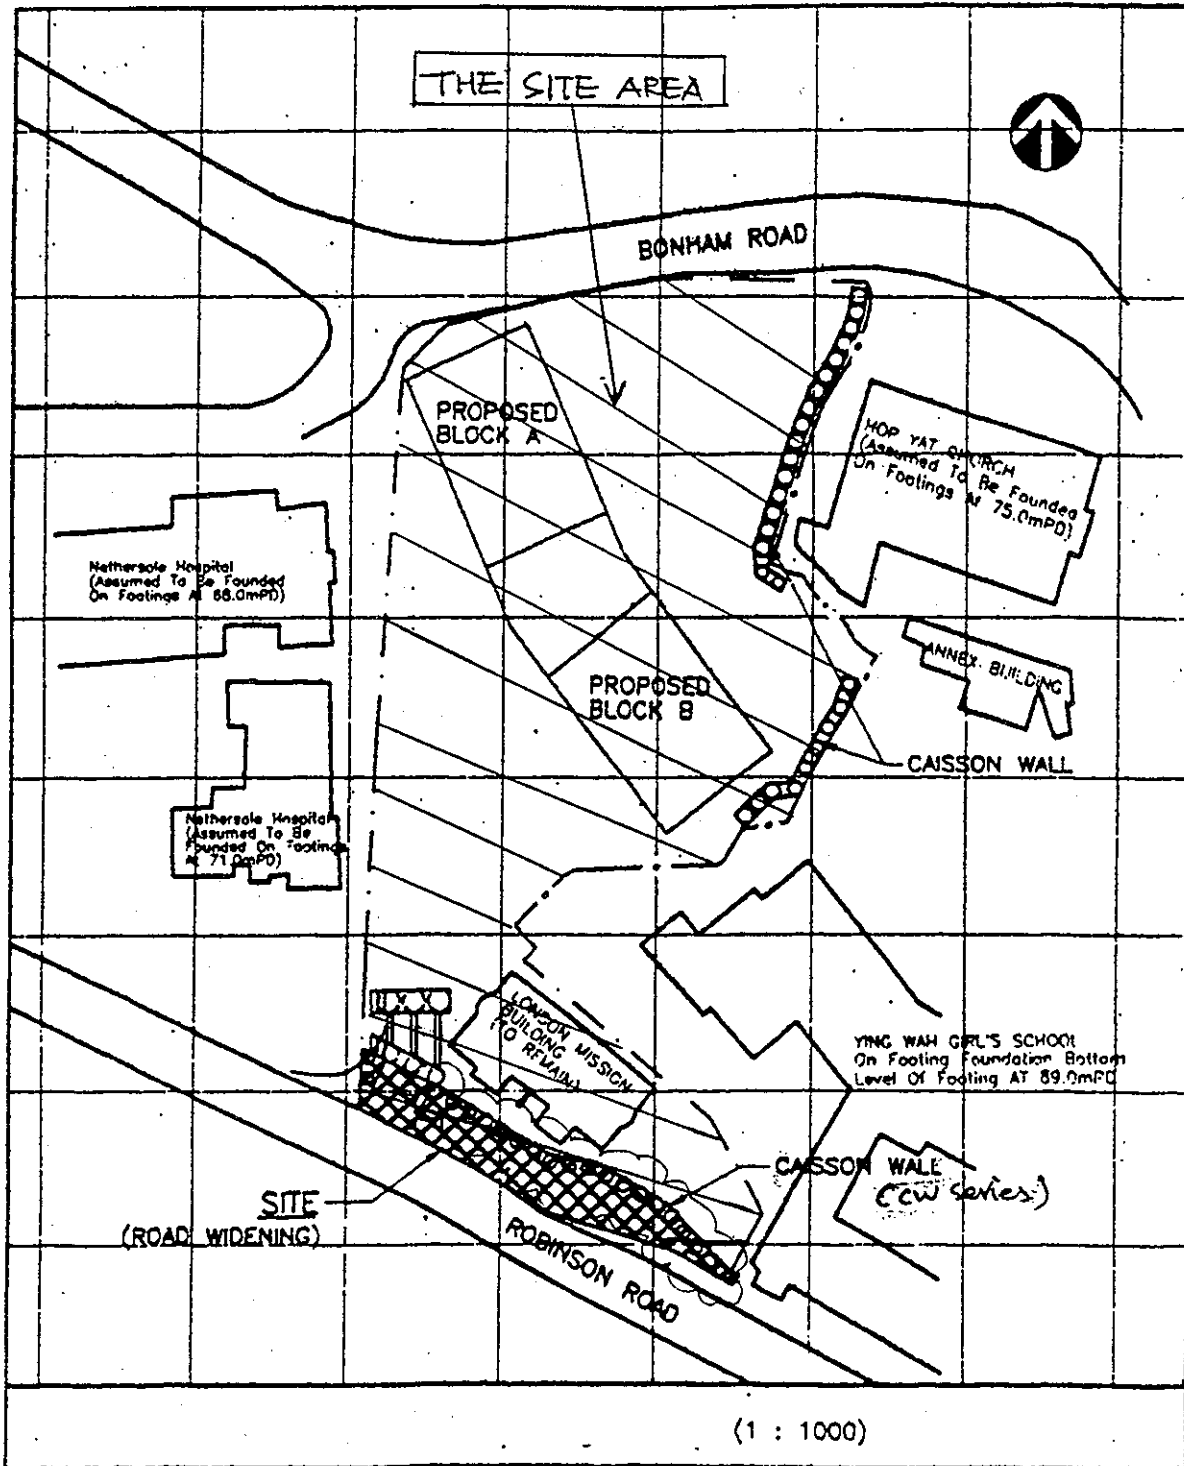 THE SITE AREA
BONHAM ROAD
PROPOSED
BLOCK A
HOP YAT CHURCH
(Assumed To Be Founded
On Footings At 75.0mPD)
Nethersole Hospital
(Assumed To Be Founded
On Footings At 68.0mPD)
ANNEX BUILDING
PROPOSED
BLOCK B
CAISSON WALL
Nethersole Hospital
(Assumed To Be
Founded On Footings
At 71.0mPD)
LONDON MISSION
BUILDING
(TO REMAIN)
YING WAH GIRL'S SCHOOL
On Footing Foundation Bottom
Level Of Footing AT 89.0mPD
CAISSON WALL
(CW Series)
SITE
(ROAD WIDENING)
ROBINSON ROAD
(1 : 1000)